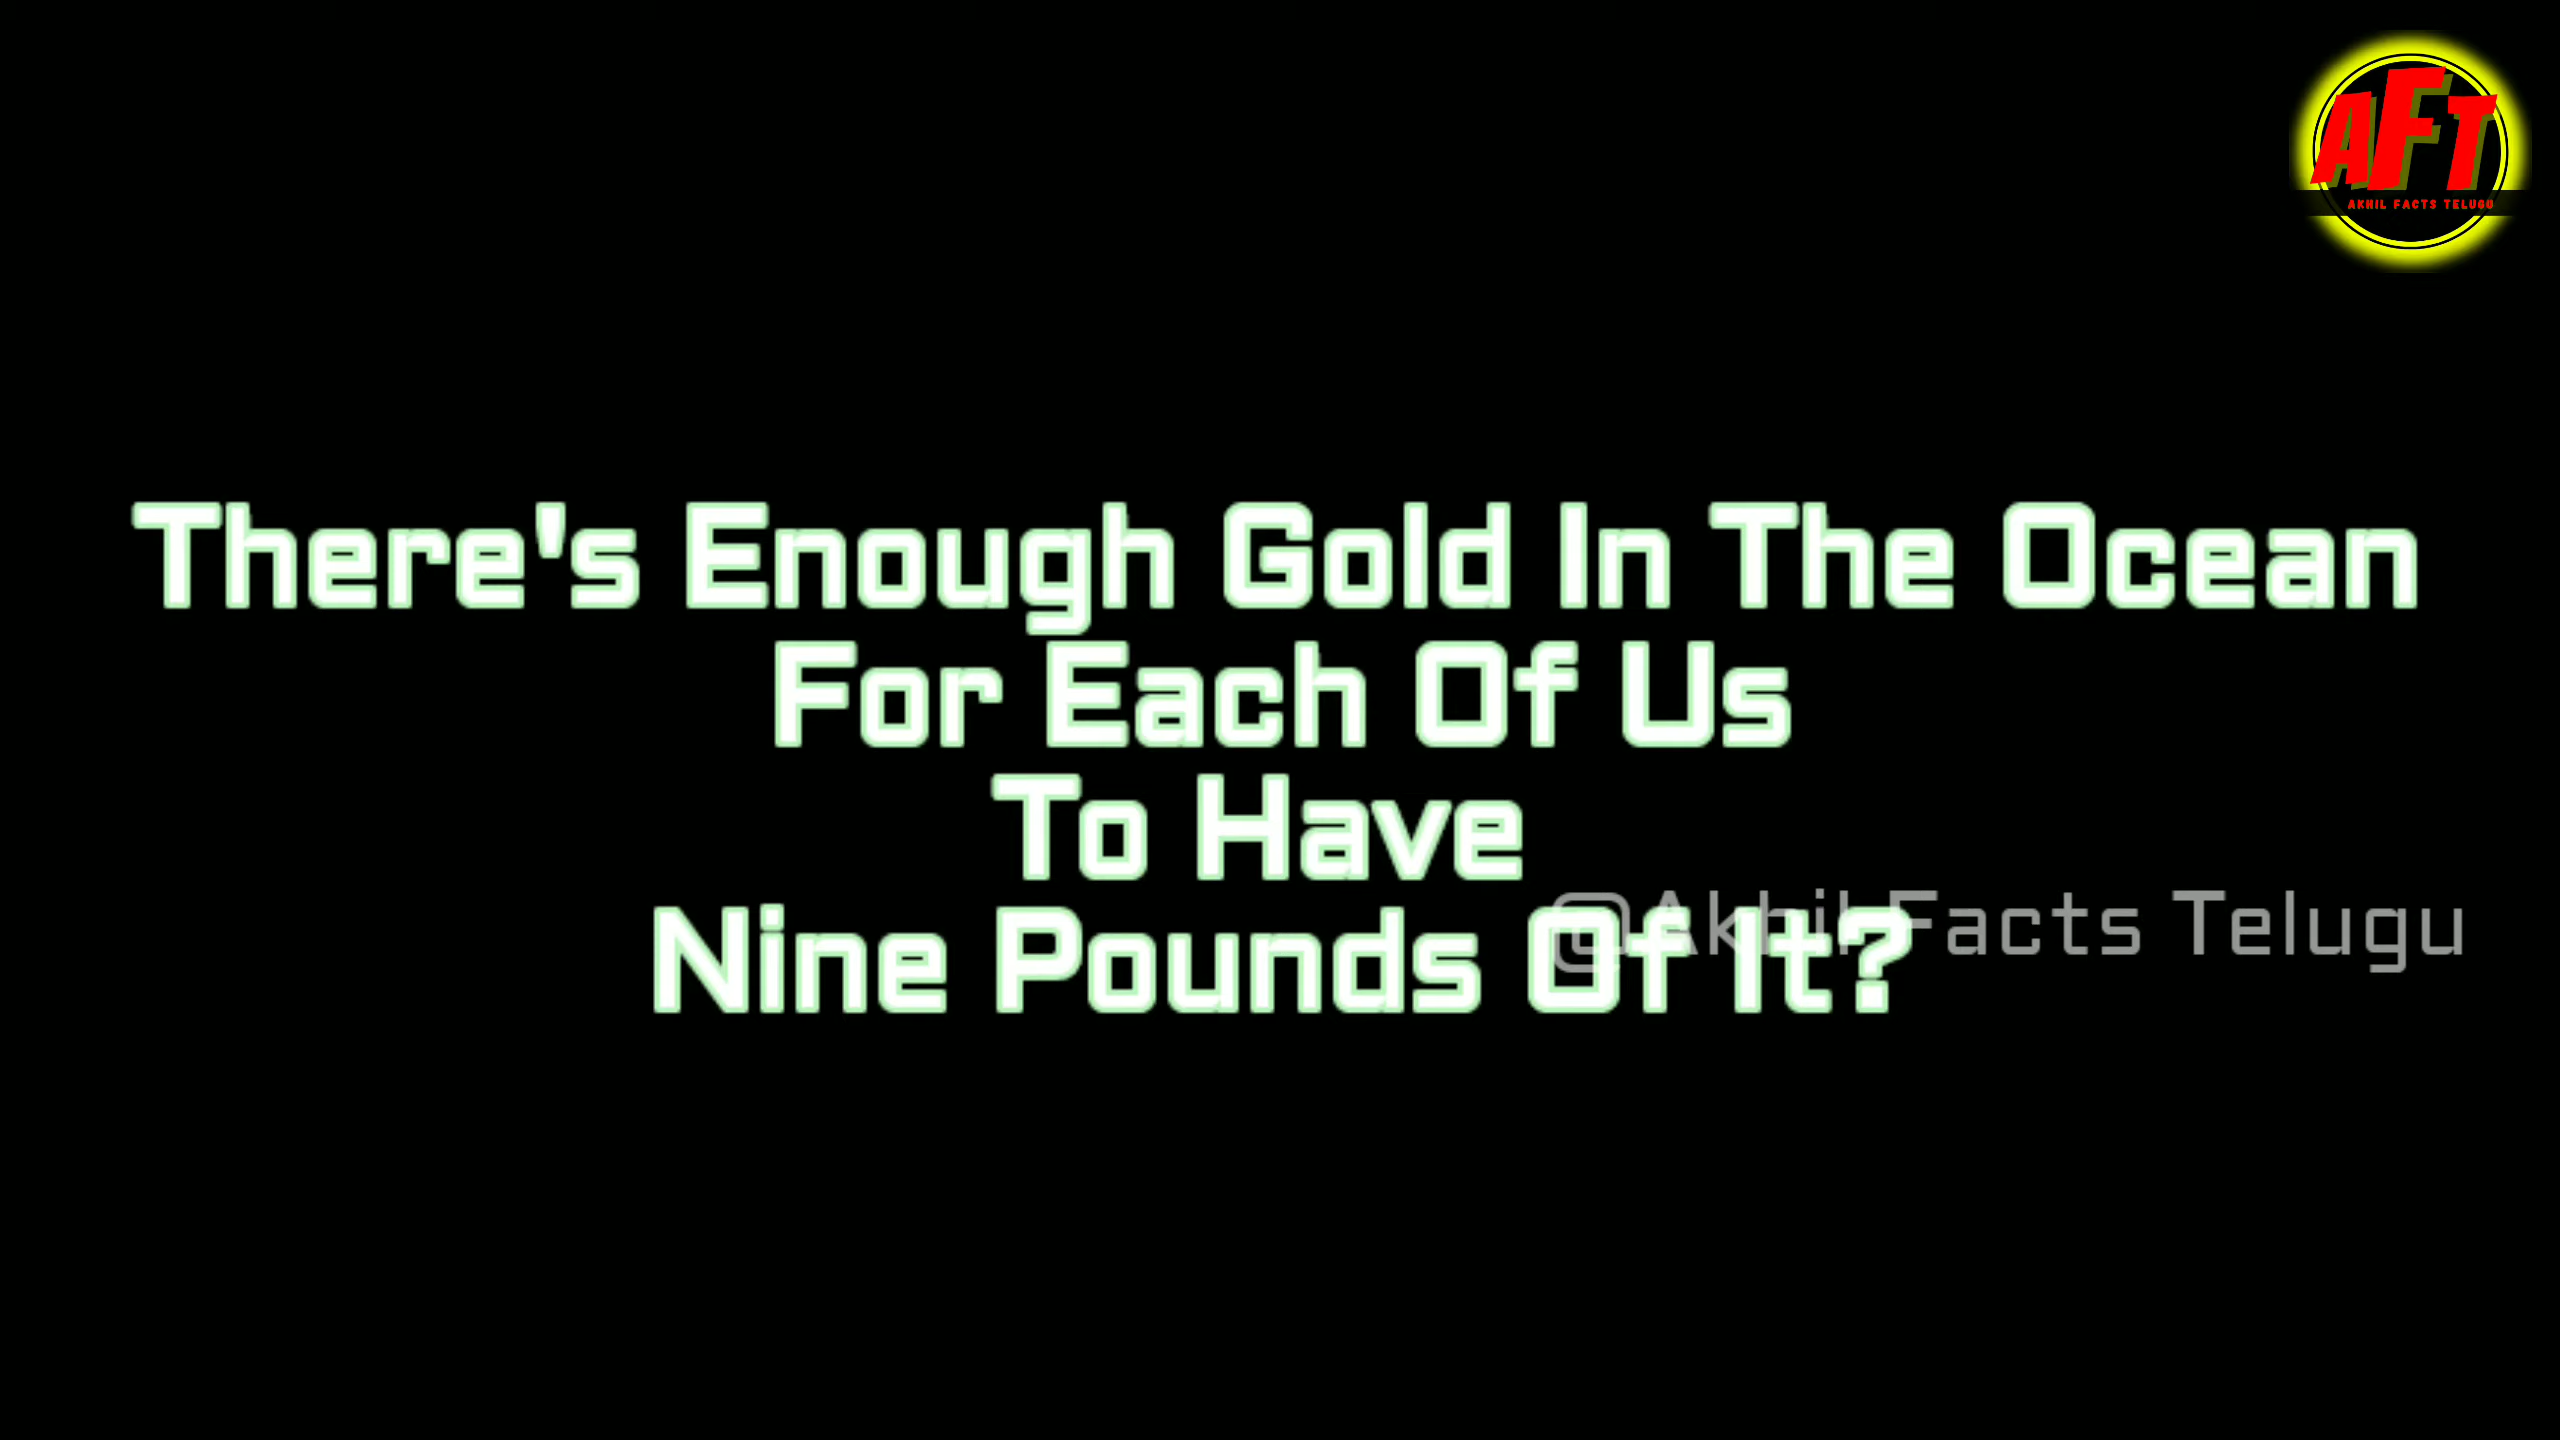 AFT
AKHIL FACTS TELUGU
There's Enough Gold In The Ocean
For Each Of Us
To Have
Nine Pounds Of It?
@Akhil Facts Telugu